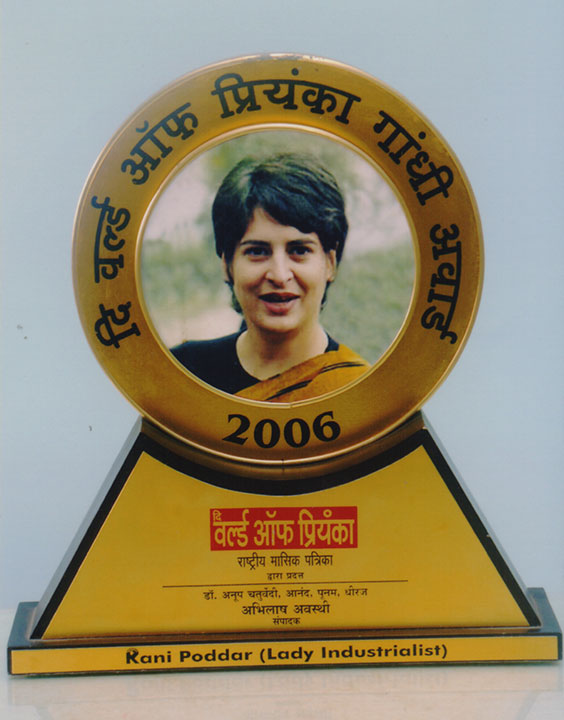 दि वर्ल्ड ऑफ़ प्रियंका गांधी अवार्ड
2006
दि
वर्ल्ड ऑफ प्रियंका
राष्ट्रीय मासिक पत्रिका
द्वारा प्रदत्त
डॉ. अनूप चतुर्वेदी, आनंद, पूनम, धीरज
अभिलाष अवस्थी
संपादक
Rani Poddar (Lady Industrialist)